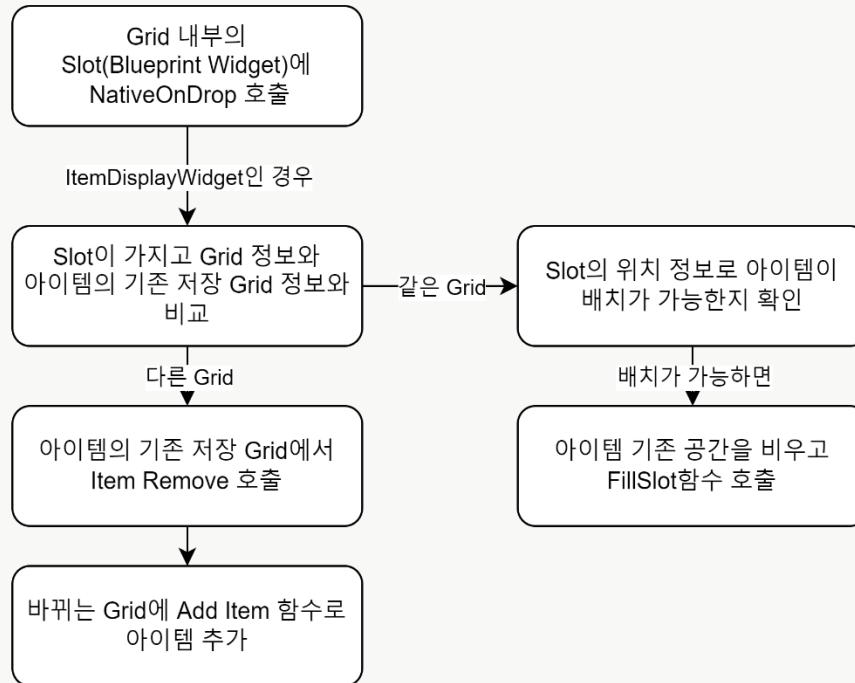 Grid 내부의
Slot(Blueprint Widget)에
NativeOnDrop 호출
ItemDisplayWidget인 경우
Slot이 가지고 Grid 정보와
아이템의 기존 저장 Grid 정보와
비교
같은 Grid
Slot의 위치 정보로 아이템이
배치가 가능한지 확인
다른 Grid
배치가 가능하면
아이템의 기존 저장 Grid에서
Item Remove 호출
아이템 기존 공간을 비우고
FillSlot함수 호출
바뀌는 Grid에 Add Item 함수로
아이템 추가